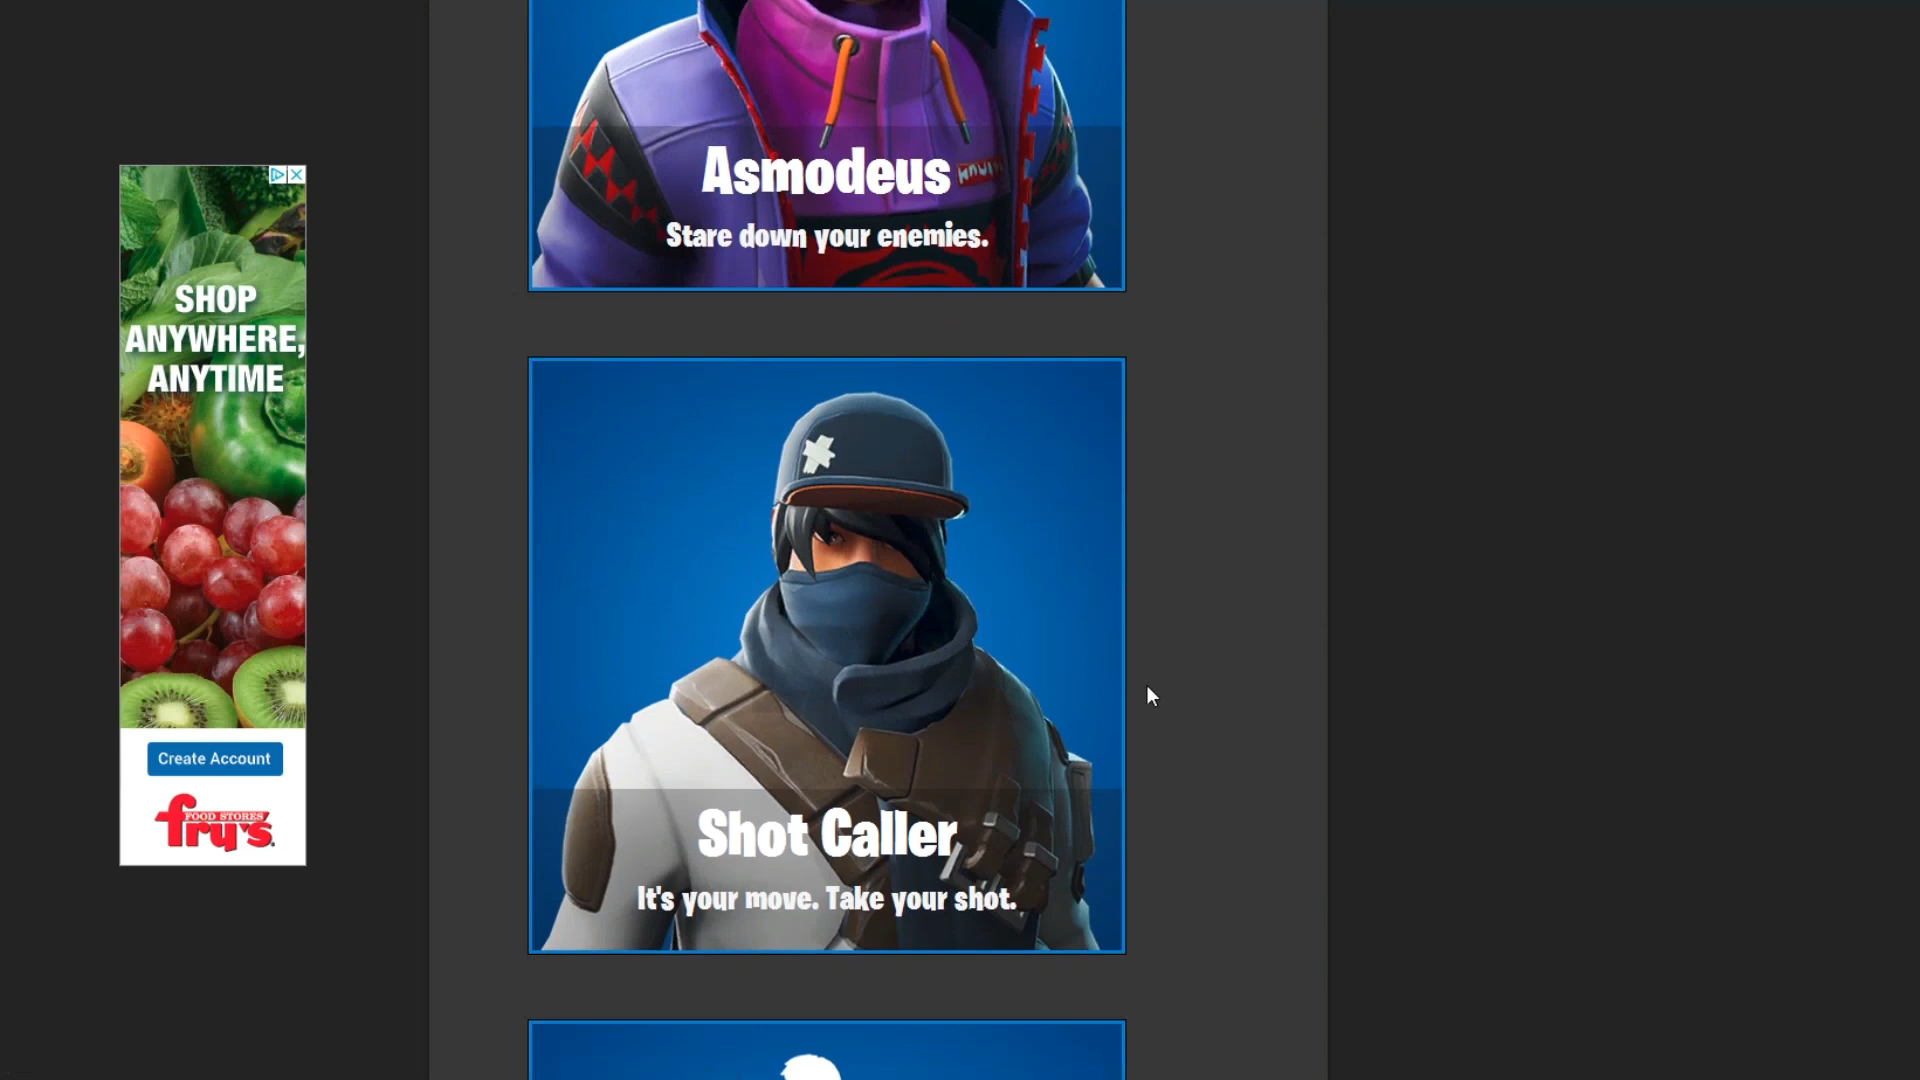 Asmodeus
Stare down your enemies.
SHOP
ANYWHERE,
ANYTIME
Create Account
FOOD STORES
fry's
Shot Caller
It's your move. Take your shot.